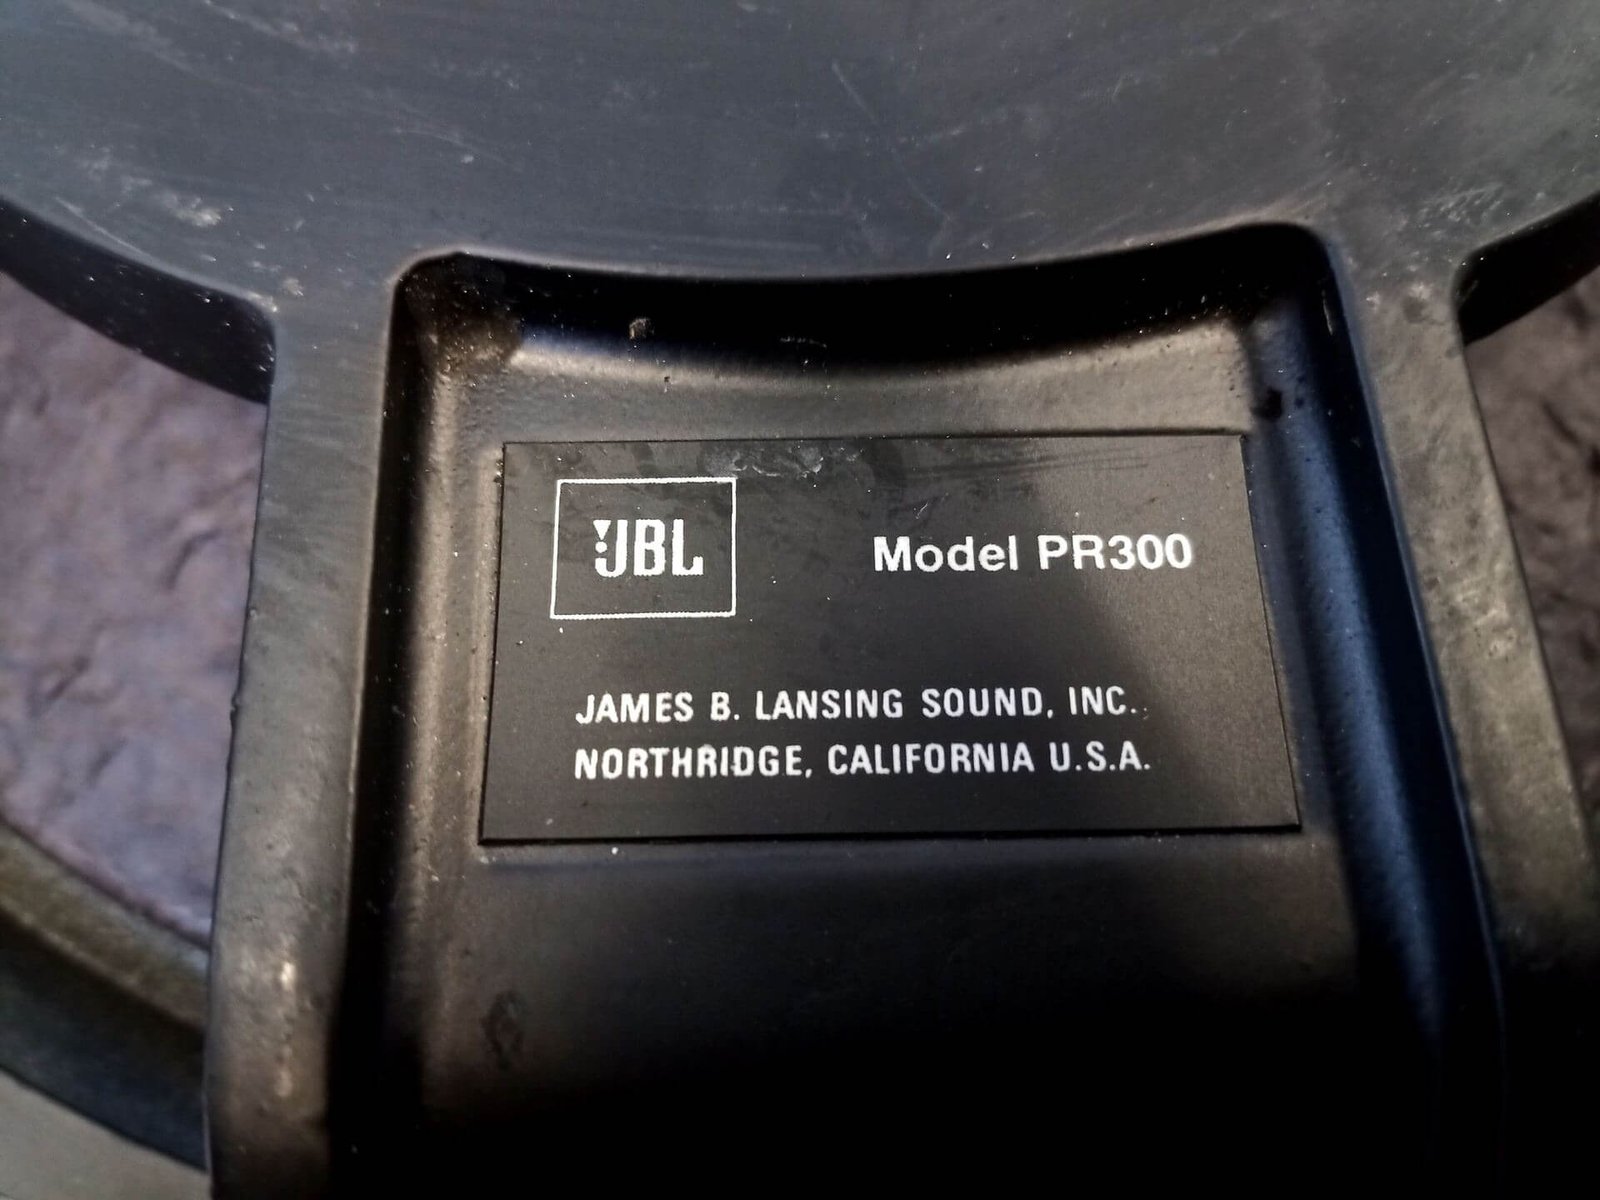 JBL
Model PR300
JAMES B. LANSING SOUND, INC.
NORTHRIDGE, CALIFORNIA U.S.A.